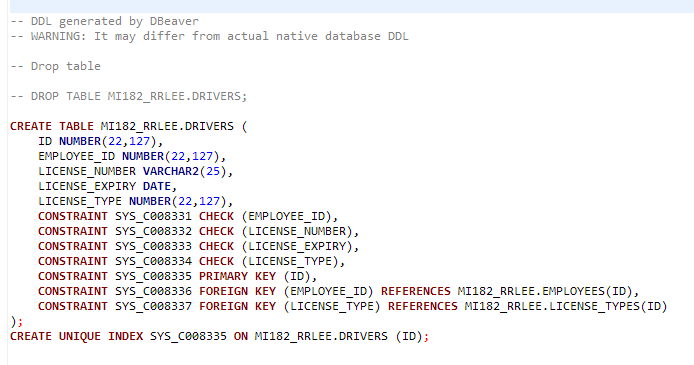 -- DDL generated by DBeaver
-- WARNING: It may differ from actual native database DDL
-- Drop table
-- DROP TABLE MI182_RRLEE.DRIVERS;
CREATE TABLE MI182_RRLEE.DRIVERS (
    ID NUMBER(22,127),
    EMPLOYEE_ID NUMBER(22,127),
    LICENSE_NUMBER VARCHAR2(25),
    LICENSE_EXPIRY DATE,
    LICENSE_TYPE NUMBER(22,127),
    CONSTRAINT SYS_C008331 CHECK (EMPLOYEE_ID),
    CONSTRAINT SYS_C008332 CHECK (LICENSE_NUMBER),
    CONSTRAINT SYS_C008333 CHECK (LICENSE_EXPIRY),
    CONSTRAINT SYS_C008334 CHECK (LICENSE_TYPE),
    CONSTRAINT SYS_C008335 PRIMARY KEY (ID),
    CONSTRAINT SYS_C008336 FOREIGN KEY (EMPLOYEE_ID) REFERENCES MI182_RRLEE.EMPLOYEES(ID),
    CONSTRAINT SYS_C008337 FOREIGN KEY (LICENSE_TYPE) REFERENCES MI182_RRLEE.LICENSE_TYPES(ID)
);
CREATE UNIQUE INDEX SYS_C008335 ON MI182_RRLEE.DRIVERS (ID);